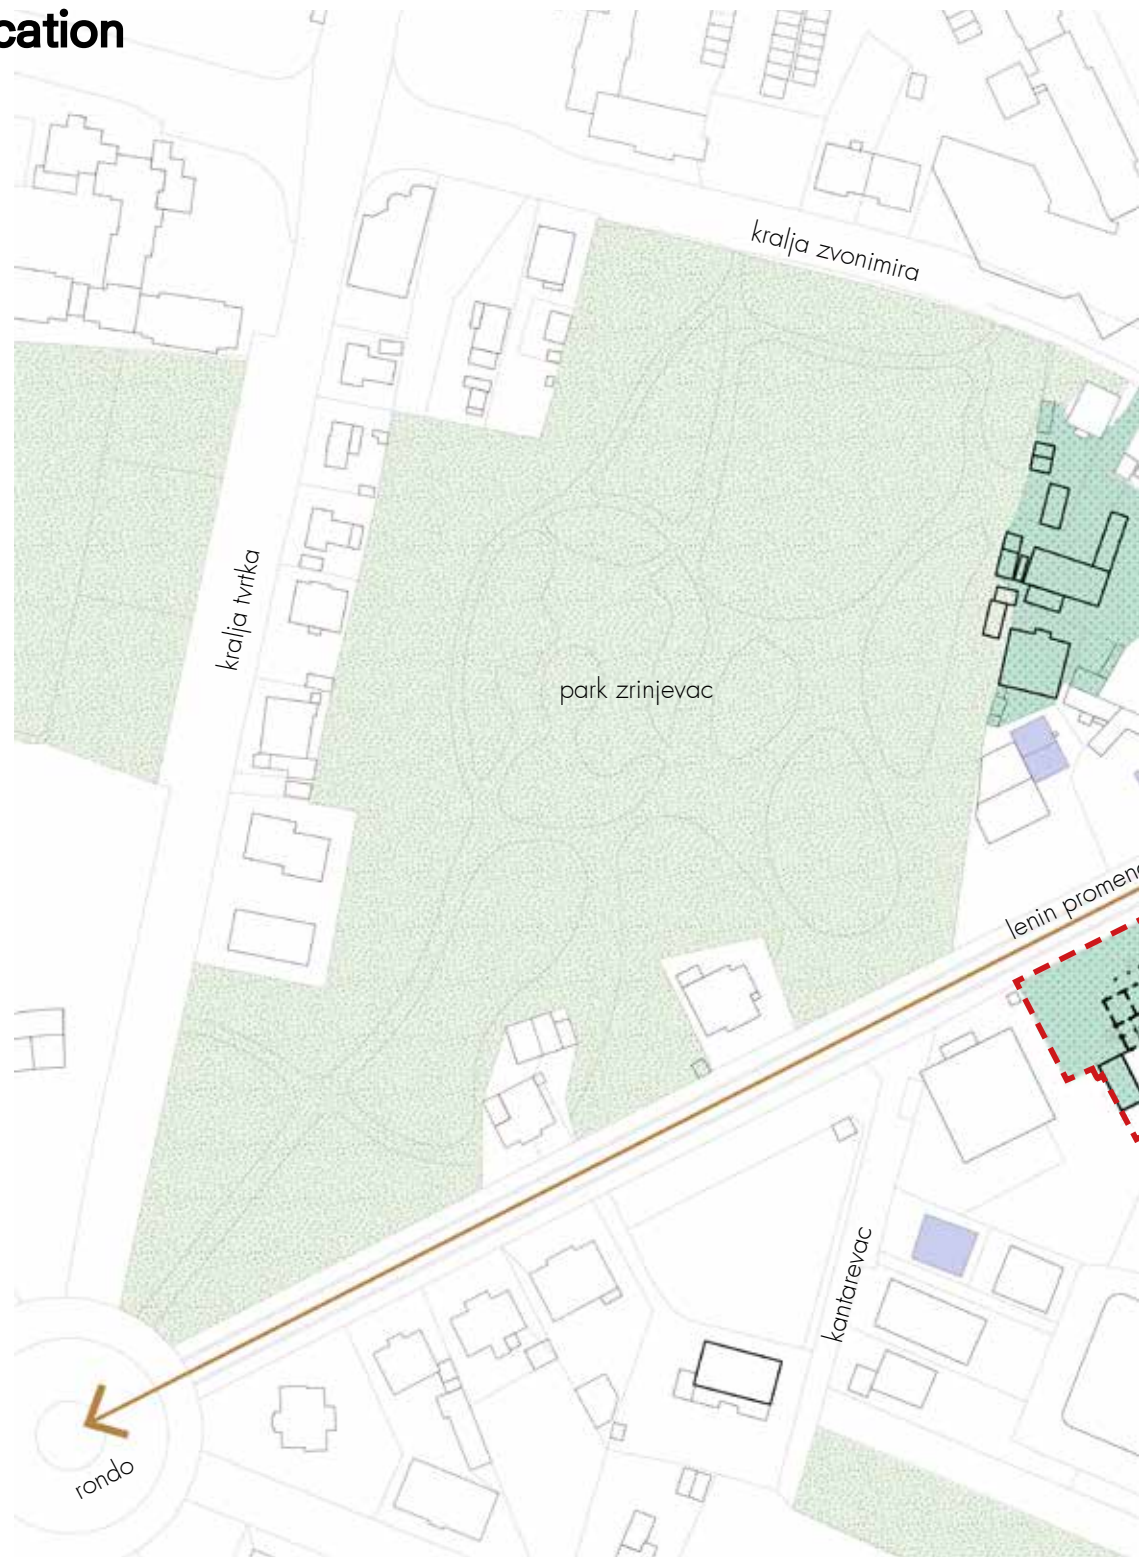 cation
kralja zvonimira
kralja tvrtka
park zrinjevac
lenin promen
kantarevac
rondo